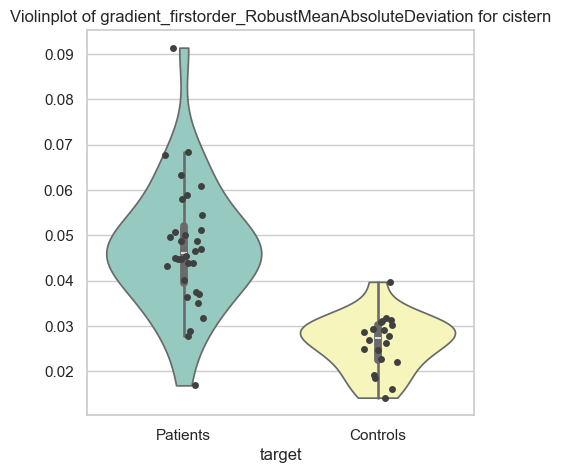 Violinplot of gradient_firstorder_RobustMeanAbsoluteDeviation for cistern
0.09
0.08
0.07
0.06
0.05
0.04
0.03
0.02
Patients
Controls
target